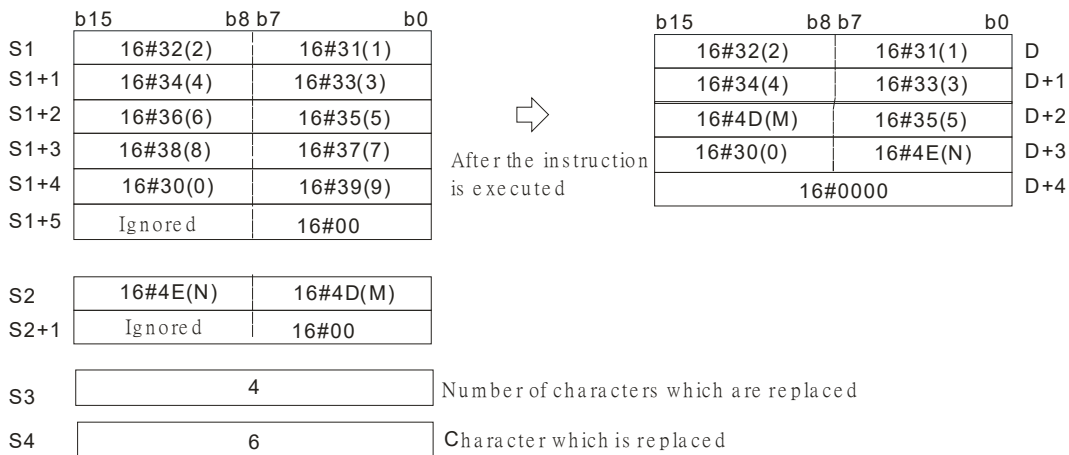 b15 b8 b7 b0
S1 16#32(2) 16#31(1)
S1+1 16#34(4) 16#33(3)
S1+2 16#36(6) 16#35(5)
S1+3 16#38(8) 16#37(7)
S1+4 16#30(0) 16#39(9)
S1+5 Ignored 16#00
S2 16#4E(N) 16#4D(M)
S2+1 Ignored 16#00
S3 4 Number of characters which are replaced
S4 6 Character which is replaced
After the instruction
is executed
b15 b8 b7 b0
16#32(2) 16#31(1) D
16#34(4) 16#33(3) D+1
16#4D(M) 16#35(5) D+2
16#30(0) 16#4E(N) D+3
16#0000 D+4